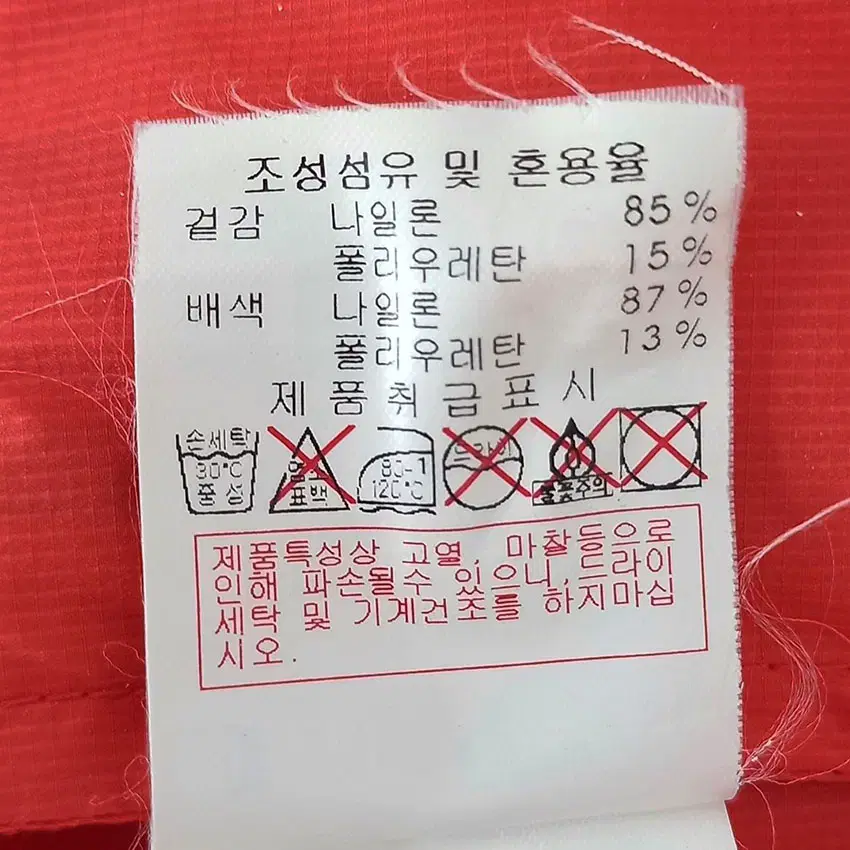 조성섬유 및 혼용율
겉감 나일론 85%
폴리우레탄 15%
배색 나일론 87%
폴리우레탄 13%
제품취급표시
손세탁 30°C 중성
표백
80-1 120°C
제품특성상 고열, 마찰등으로
인해 파손될수 있으니, 드라이
세탁 및 기계건조를 하지마십
시오.